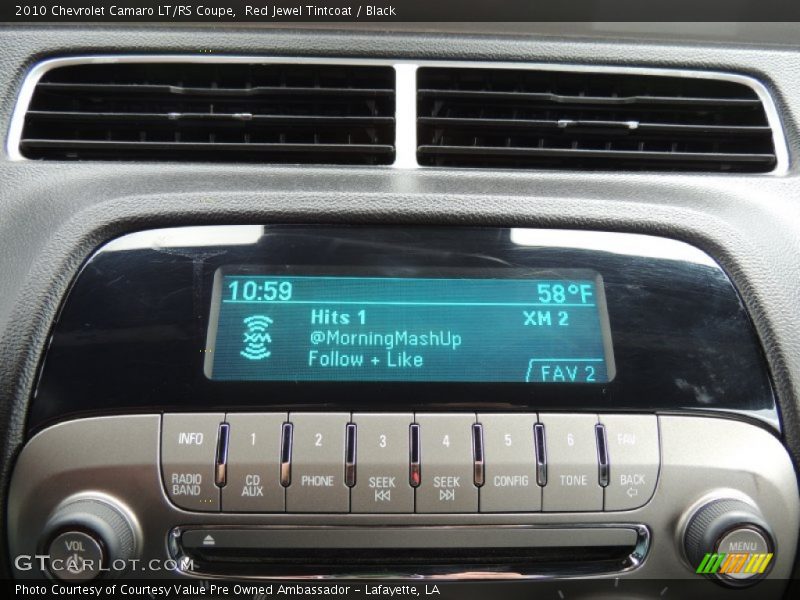 2010 Chevrolet Camaro LT/RS Coupe,  Red Jewel Tintcoat / Black
10:59
58°F
Hits 1
XM 2
XM
@MorningMashUp
Follow + Like
FAV 2
INFO
1
2
3
4
5
6
FAV
RADIO BAND
CD AUX
PHONE
SEEK
SEEK
CONFIG
TONE
BACK
VOL
MENU
GTCARLOT.COM
Photo Courtesy of Courtesy Value Pre Owned Ambassador - Lafayette, LA